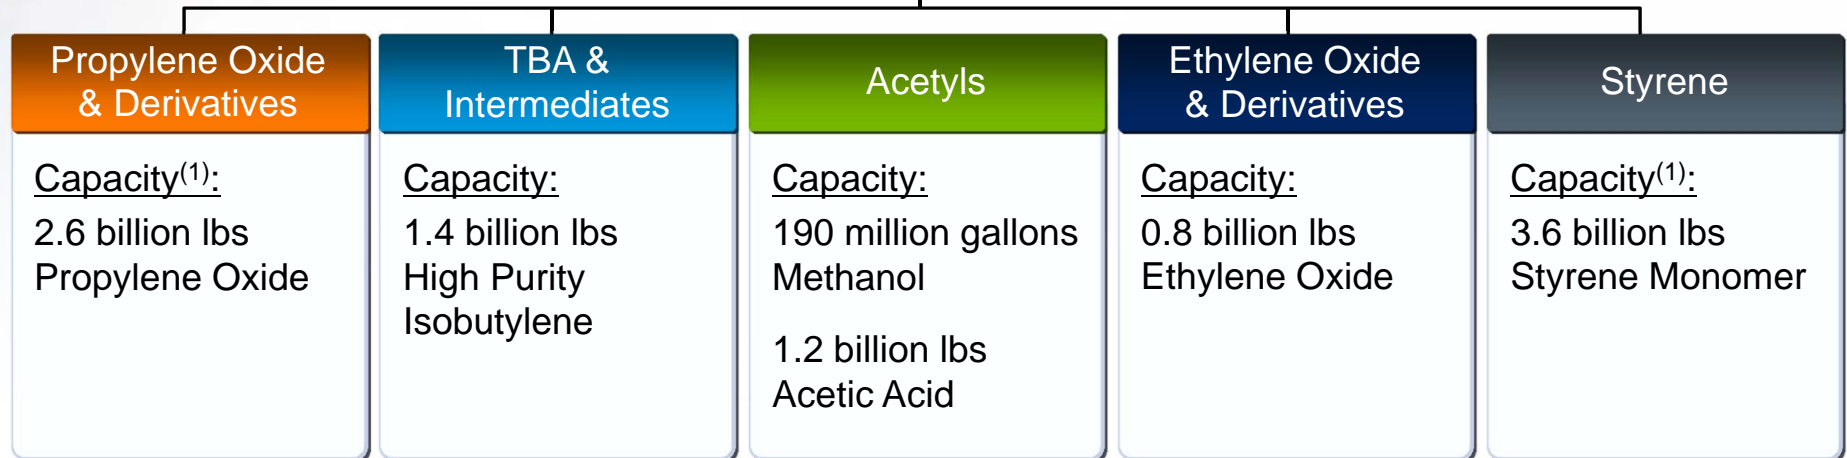 Propylene Oxide
& Derivatives
Capacity(1):
2.6 billion lbs
Propylene Oxide
TBA &
Intermediates
Capacity:
1.4 billion lbs
High Purity
Isobutylene
Acetyls
Capacity:
190 million gallons
Methanol
1.2 billion lbs
Acetic Acid
Ethylene Oxide
& Derivatives
Capacity:
0.8 billion lbs
Ethylene Oxide
Styrene
Capacity(1):
3.6 billion lbs
Styrene Monomer